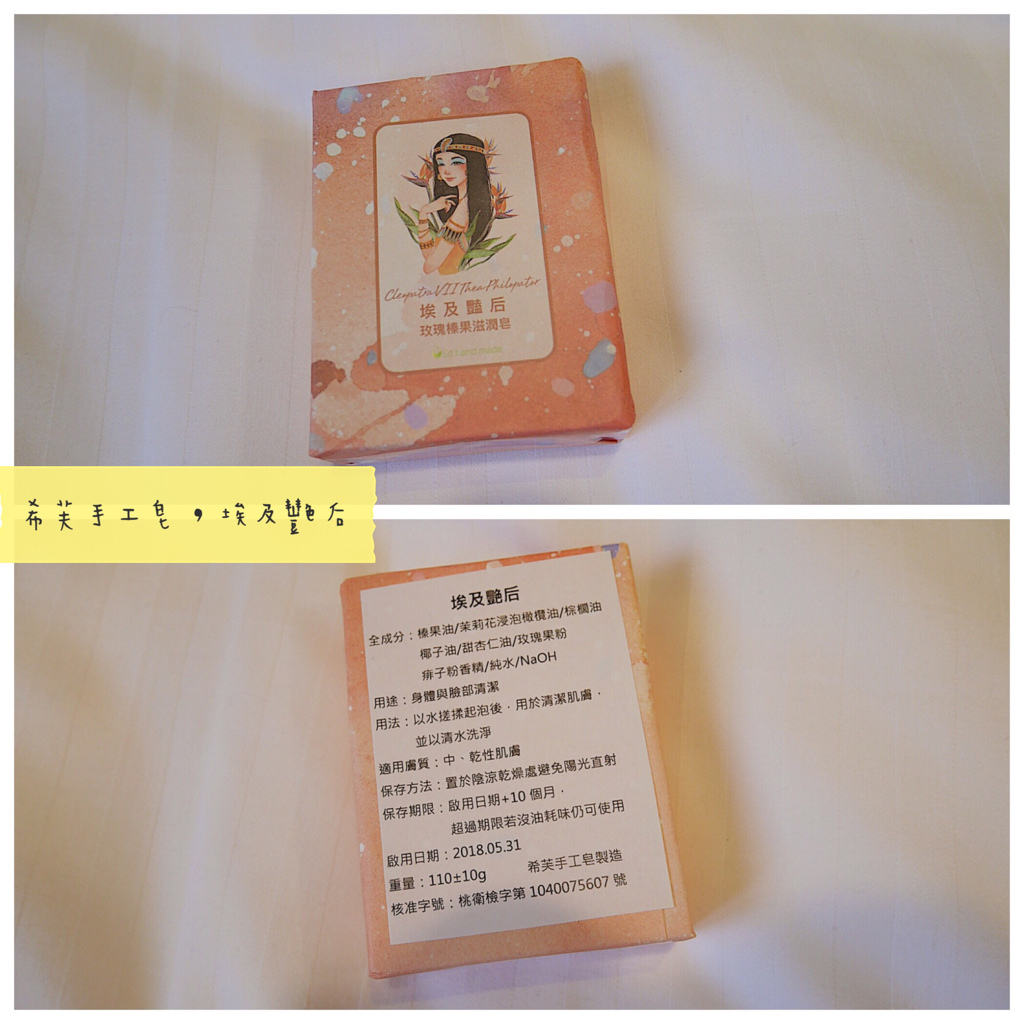 Cleopatra VII Thea Philopator
埃及豔后
玫瑰榛果滋潤皂
希芙手工皂，埃及豔后
埃及艷后
全成分：榛果油/茉莉花浸泡橄欖油/棕櫚油
椰子油/甜杏仁油/玫瑰果粉
痱子粉香精/純水/NaOH
用途：身體與臉部清潔
用法：以水搓揉起泡後，用於清潔肌膚，
並以清水洗淨
適用膚質：中、乾性肌膚
保存方法：置於陰涼乾燥處避免陽光直射
保存期限：啟用日期+10 個月，
超過期限若沒油耗味仍可使用
啟用日期：2018.05.31
重量：110±10g
希芙手工皂製造
核准字號：桃衛檢字第 1040075607 號